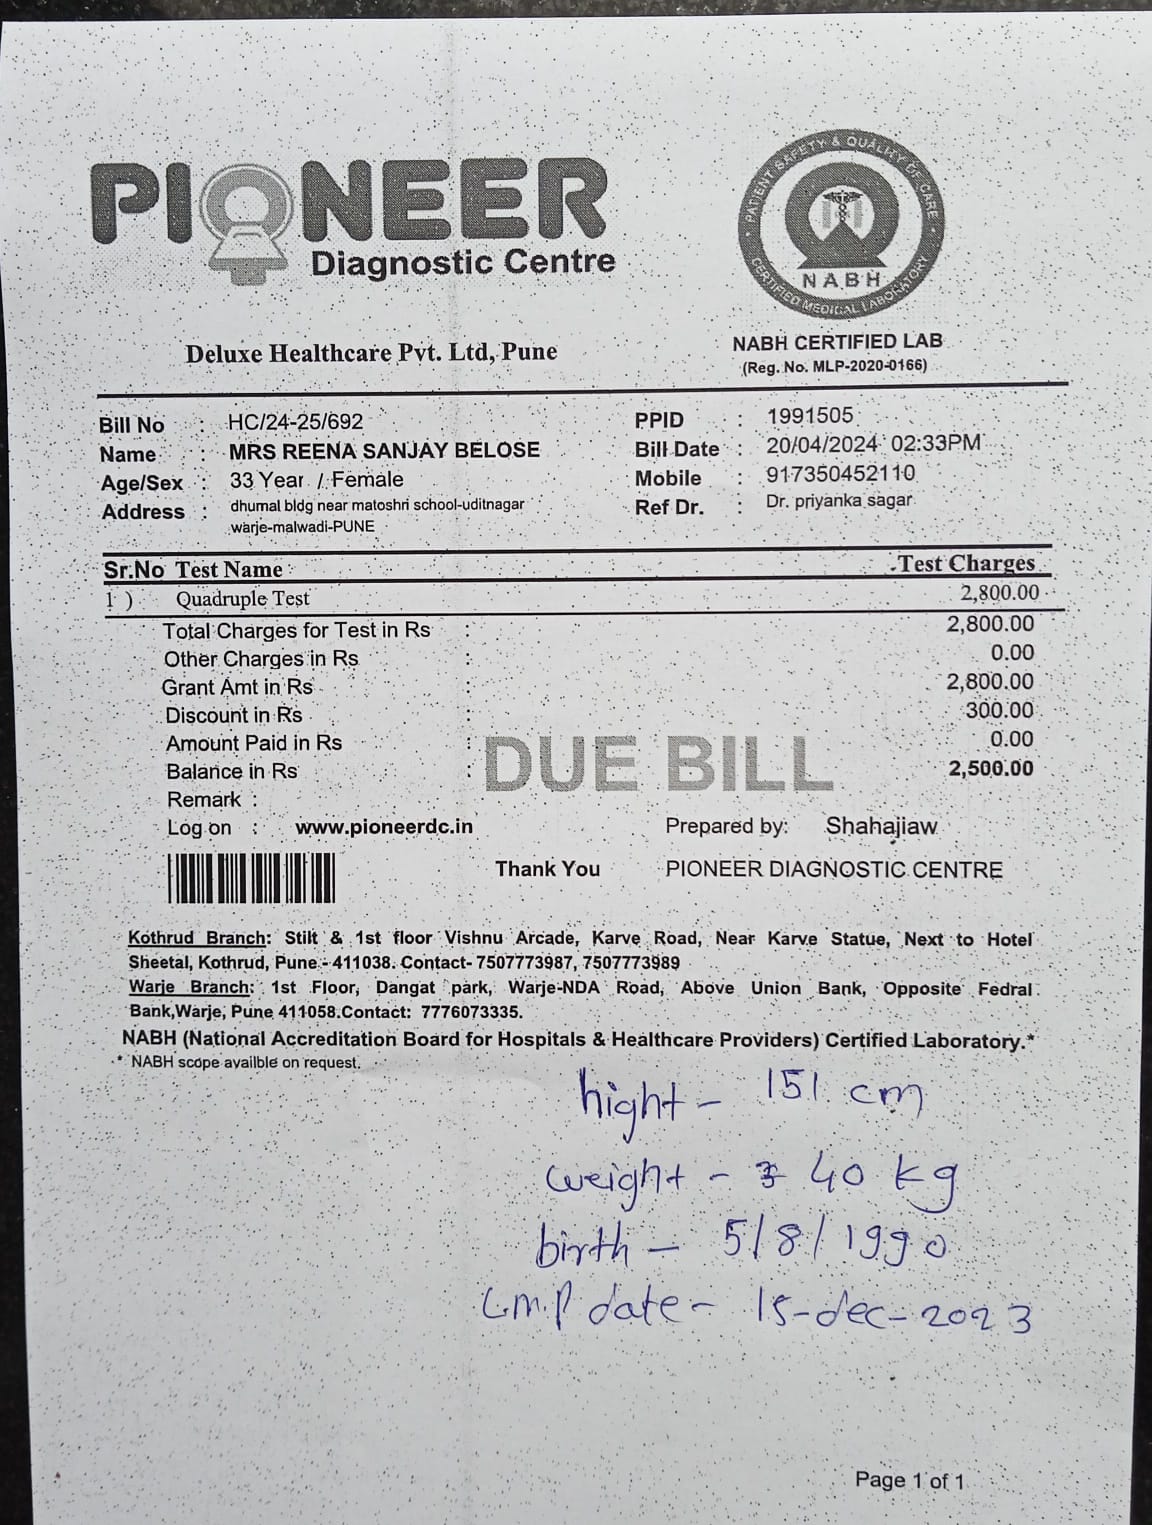 PIONEER
Diagnostic Centre
PATIENT SAFETY & QUALITY OF CARE
NABH
CERTIFIED MEDICAL LABORATORY
Deluxe Healthcare Pvt. Ltd, Pune
NABH CERTIFIED LAB
(Reg. No. MLP-2020-0166)
Bill No : HC/24-25/692 PPID : 1991505
Name : MRS REENA SANJAY BELOSE Bill Date : 20/04/2024 02:33PM
Age/Sex : 33 Year / Female Mobile : 917350452110
Address : dhumal bldg near matoshri school-uditnagar Ref Dr. : Dr. priyanka sagar
warje-malwadi-PUNE
Sr.No Test Name Test Charges
1 ) Quadruple Test 2,800.00
Total Charges for Test in Rs : 2,800.00
Other Charges in Rs : 0.00
Grant Amt in Rs : 2,800.00
Discount in Rs : 300.00
Amount Paid in Rs : 0.00
DUE BILL
Balance in Rs : 2,500.00
Remark :
Log on : www.pioneerdc.in Prepared by: Shahajiaw
Thank You PIONEER DIAGNOSTIC CENTRE
Kothrud Branch: Stilt & 1st floor Vishnu Arcade, Karve Road, Near Karve Statue, Next to Hotel
Sheetal, Kothrud, Pune - 411038. Contact- 7507773987, 7507773989
Warje Branch: 1st Floor, Dangat park, Warje-NDA Road, Above Union Bank, Opposite Fedral
Bank,Warje, Pune 411058.Contact: 7776073335.
NABH (National Accreditation Board for Hospitals & Healthcare Providers) Certified Laboratory.*
* NABH scope availble on request.
hight - 151 cm
weight - 40 kg
birth - 5/8/1990
L.M.P date - 15-dec-2023
Page 1 of 1